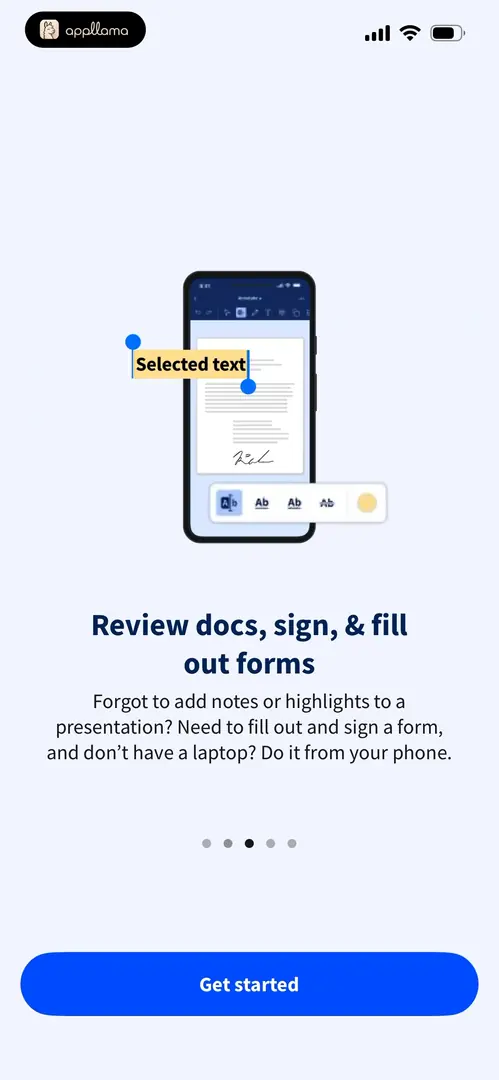 appllama
Selected text
Ab
Ab
Ab
Ab
Review docs, sign, & fill
out forms
Forgot to add notes or highlights to a
presentation? Need to fill out and sign a form,
and don’t have a laptop? Do it from your phone.
Get started